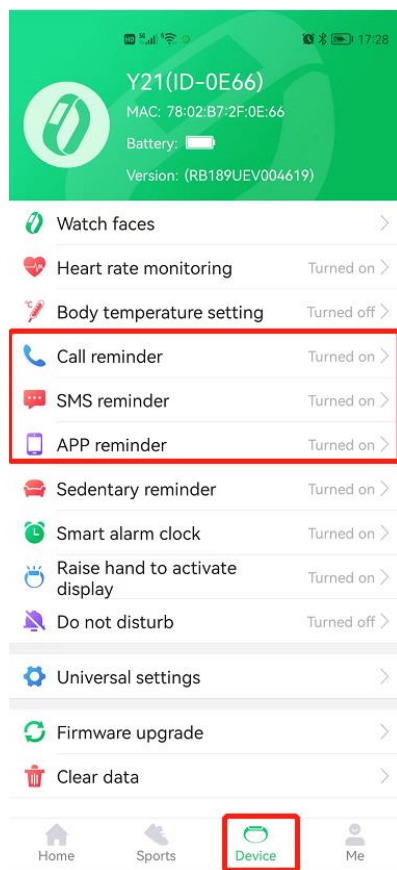 17:28
Y21(ID-0E66)
MAC: 78:02:B7:2F:0E:66
Battery:
Version: (RB189UEV004619)
Watch faces
Heart rate monitoring Turned on
Body temperature setting Turned off
Call reminder Turned on
SMS reminder Turned on
APP reminder Turned on
Sedentary reminder Turned on
Smart alarm clock Turned on
Raise hand to activate
display Turned on
Do not disturb Turned off
Universal settings
Firmware upgrade
Clear data
Home Sports Device Me